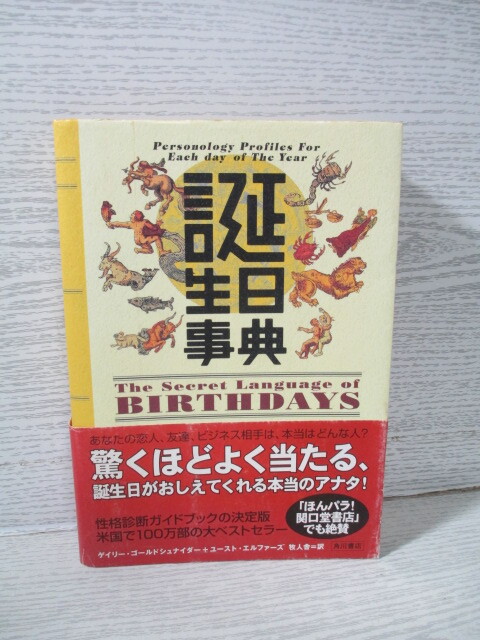 Personology Profiles For
Each day of The Year
誕生日事典
The Secret Language of
BIRTHDAYS
あなたの恋人、友達、ビジネス相手は、本当はどんな人?
驚くほどよく当たる、
誕生日がおしえてくれる本当のアナタ!
性格診断ガイドブックの決定版
米国で100万部の大ベストセラー
「ほんパラ!
関口堂書店」
でも絶賛
ゲイリー・ゴールドシュナイダー+ユースト・エルファーズ 牧人舎=訳
角川書店